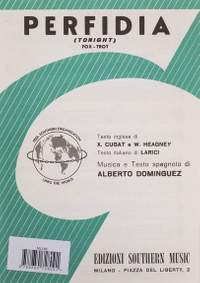 PERFIDIA
(TONIGHT)
FOX-TROT
Testo inglese di
X. CUGAT e W. HEAGNEY
Testo italiano di LARICI
Musica e Testo spagnolo di
ALBERTO DOMINGUEZ
EDIZIONI SOUTHERN MUSIC
MILANO - PIAZZA DEL LIBERTY, 2